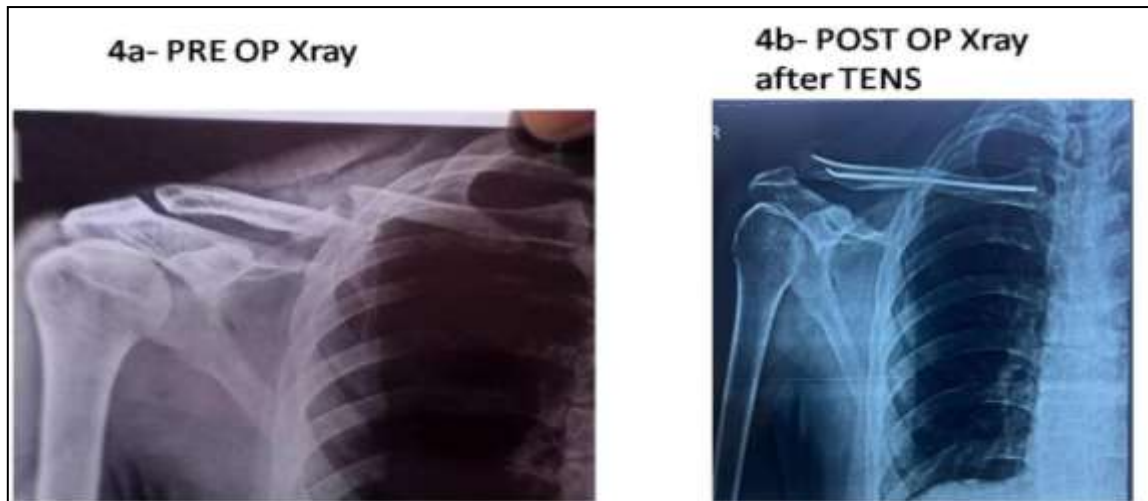 4a- PRE OP Xray
4b- POST OP Xray
after TENS
R